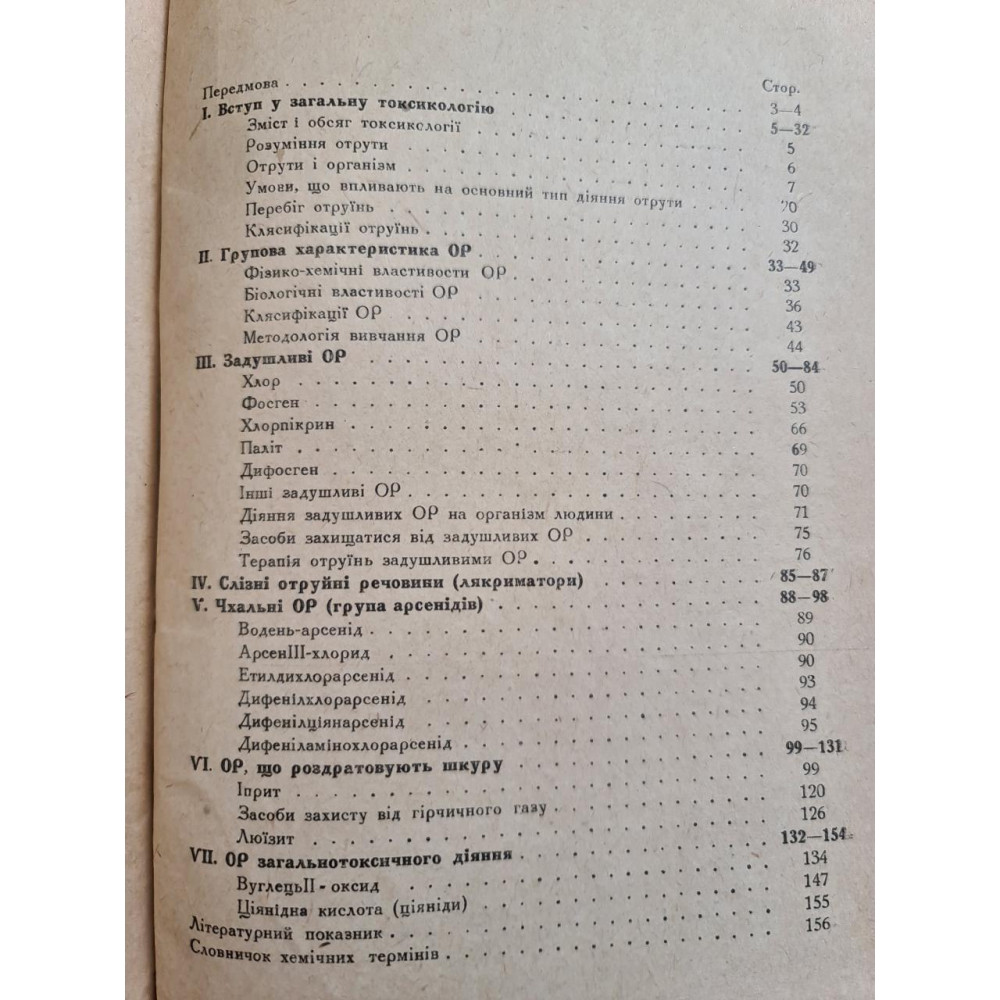 Стор.
Передмова . . . 3—4
I. Вступ у загальну токсикологію . . . 5—32
Зміст і обсяг токсикології . . . 5
Розуміння отрути . . . 6
Отрути і організм . . . 7
Умови, що впливають на основний тип діяння отрути . . . 20
Перебіг отруїнь . . . 30
Клясифікації отруїнь . . . 32
II. Групова характеристика ОР . . . 33—49
Фізико-хемічні властивости ОР . . . 33
Біологічні властивості ОР . . . 36
Клясифікації ОР . . . 43
Методологія вивчання ОР . . . 44
III. Задушливі ОР . . . 50—84
Хлор . . . 50
Фосген . . . 53
Хлорпікрин . . . 66
Паліт . . . 69
Дифосген . . . 70
Інші задушливі ОР . . . 70
Діяння задушливих ОР на організм людини . . . 71
Засоби захищатися від задушливих ОР . . . 75
Терапія отруїнь задушливими ОР . . . 76
IV. Слізні отруйні речовини (лякриматори) . . . 85—87
V. Чхальні ОР (група арсенідів) . . . 88—98
Водень-арсенід . . . 89
АрсенIII-хлорид . . . 90
Етилдихлорарсенід . . . 90
Дифенілхлорарсенід . . . 93
Дифенілціянарсенід . . . 94
Дифеніламінохлорарсенід . . . 95
VI. ОР, що роздратовують шкуру . . . 99—131
Іприт . . . 99
Засоби захисту від гірчичного газу . . . 120
Люїзит . . . 126
VII. ОР загальнотоксичного діяння . . . 132—154
ВуглецьII-оксид . . . 134
Ціянідна кислота (ціяніди) . . . 147
Літературний показник . . . 155
Словничок хемічних термінів . . . 156